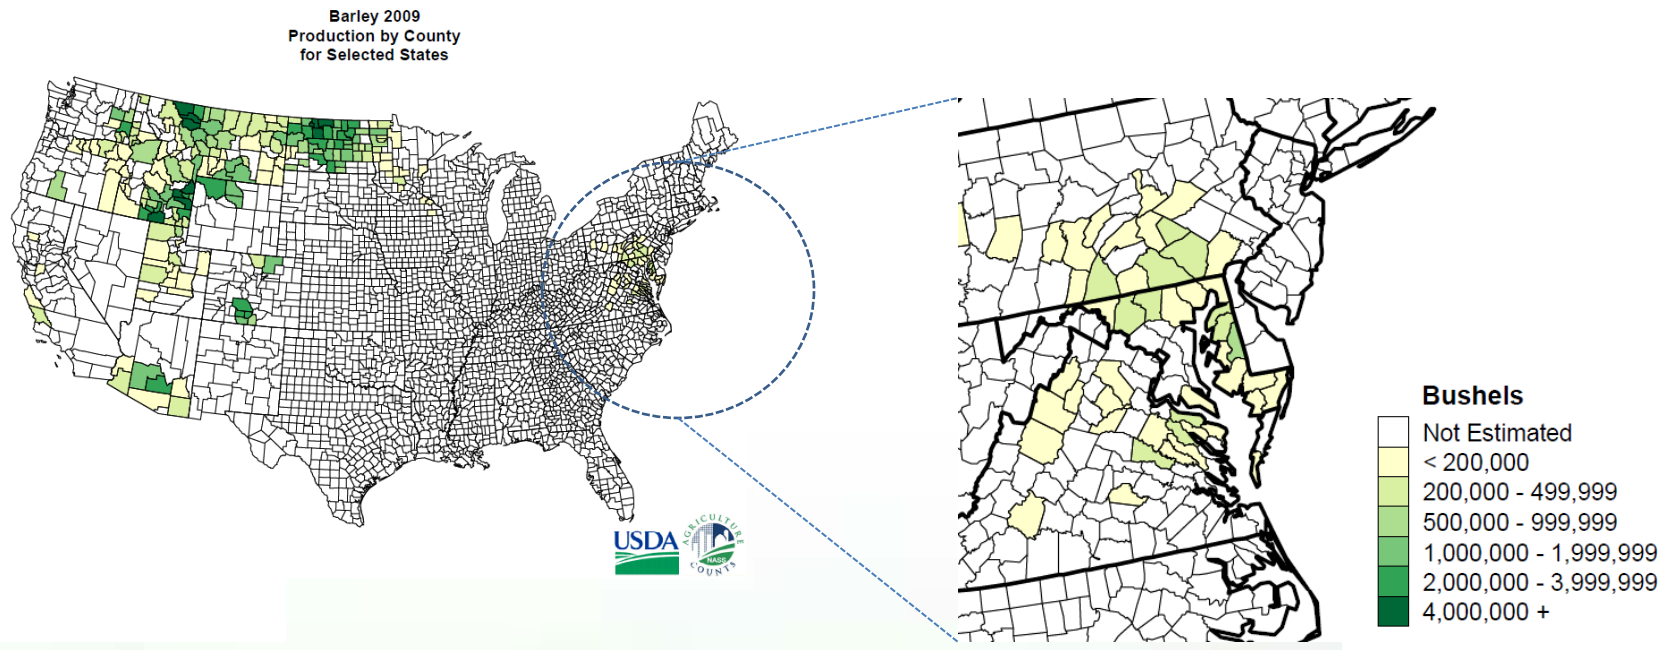 Barley 2009
Production by County
for Selected States
USDA
AGRICULTURE
NASS
COUNTS
Bushels
Not Estimated
< 200,000
200,000 - 499,999
500,000 - 999,999
1,000,000 - 1,999,999
2,000,000 - 3,999,999
4,000,000 +